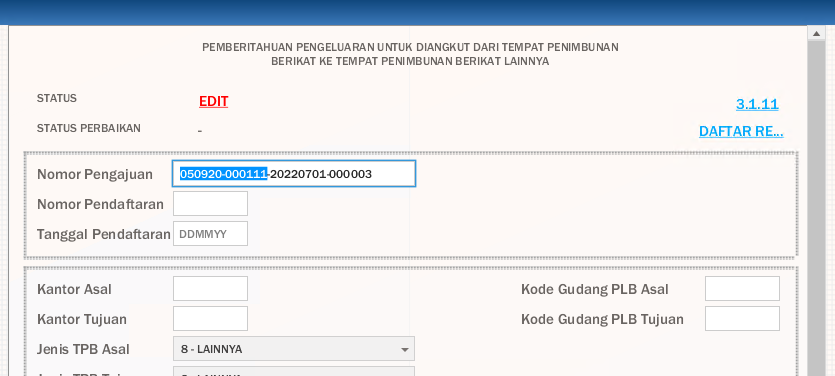 PEMBERITAHUAN PENGELUARAN UNTUK DIANGKUT DARI TEMPAT PENIMBUNAN
BERIKAT KE TEMPAT PENIMBUNAN BERIKAT LAINNYA
STATUS EDIT 3.1.11
STATUS PERBAIKAN - DAFTAR RE...
Nomor Pengajuan 050920-000111-20220701-000003
Nomor Pendaftaran
Tanggal Pendaftaran DDMMYY
Kantor Asal Kode Gudang PLB Asal
Kantor Tujuan Kode Gudang PLB Tujuan
Jenis TPB Asal 8 - LAINNYA